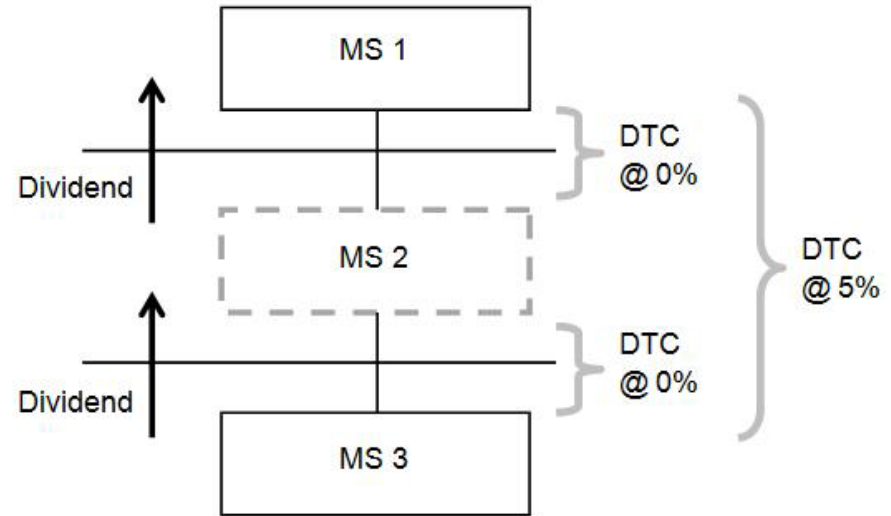 MS 1
DTC
@ 0%
Dividend
MS 2
DTC
@ 5%
DTC
@ 0%
Dividend
MS 3